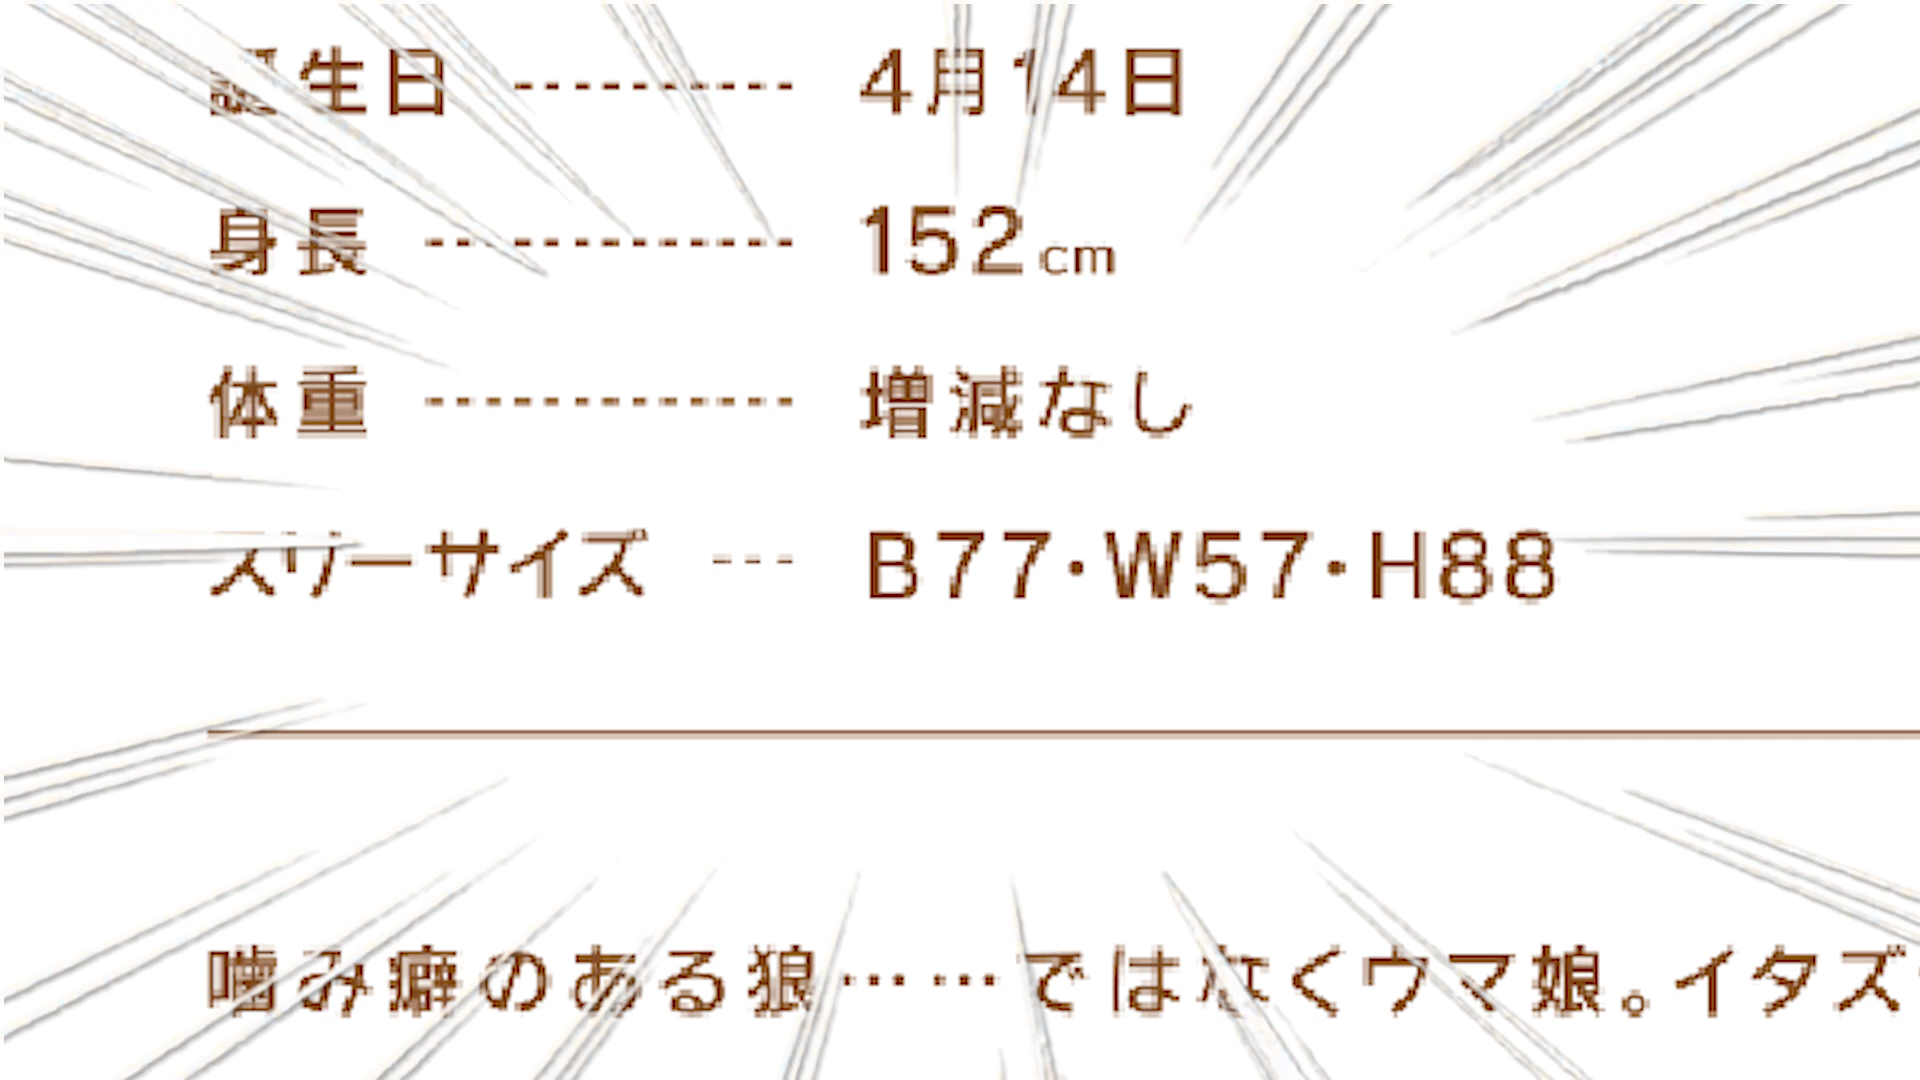 誕生日 ---------- 4月14日
身長 ------------- 152cm
体重 ------------- 増減なし
スリーサイズ --- B77・W57・H88
噛み癖のある狼……ではなくウマ娘。イタズ